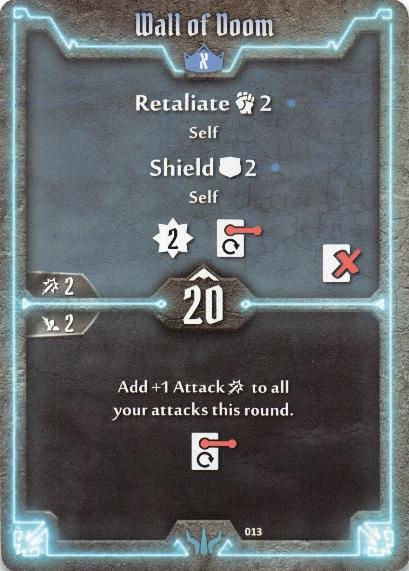 Wall of Doom
X
Retaliate 2
Self
Shield 2
Self
2
2
20
2
Add +1 Attack to all
your attacks this round.
013